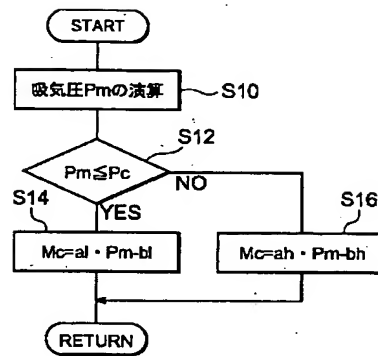 START
吸気圧Pmの演算
S10
S12
Pm≦Pc
NO
S14
YES
S16
Mc=al・Pm-bl
Mc=ah・Pm-bh
RETURN